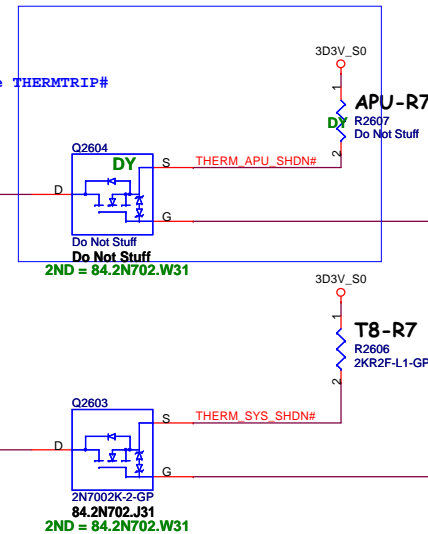 3D3V_S0
e THERMTRIP#
1
APU-R7
DY
R2607
Do Not Stuff
2
Q2604
DY
S
THERM_APU_SHDN#
D
G
Do Not Stuff
Do Not Stuff
2ND = 84.2N702.W31
3D3V_S0
1
T8-R7
R2606
2KR2F-L1-GP
2
Q2603
S
THERM_SYS_SHDN#
D
G
2N7002K-2-GP
84.2N702.J31
2ND = 84.2N702.W31